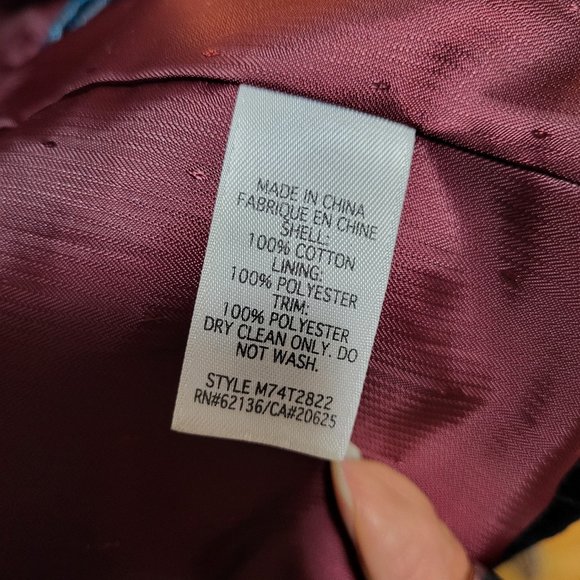 MADE IN CHINA
FABRIQUE EN CHINE
SHELL:
100% COTTON
LINING:
100% POLYESTER
TRIM:
100% POLYESTER
DRY CLEAN ONLY. DO
NOT WASH.
STYLE M74T2822
RN#62136/CA#20625